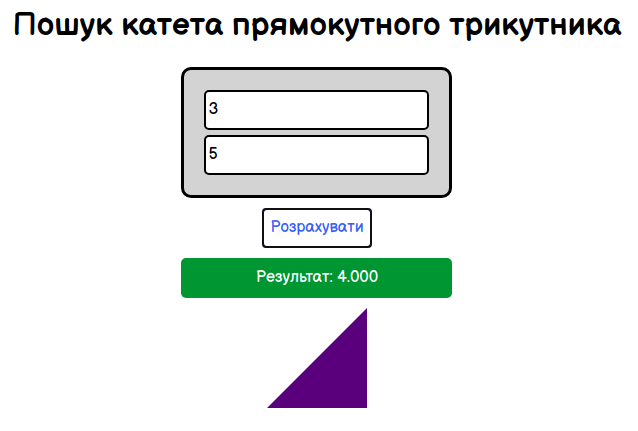 Пошук катета прямокутного трикутника
3
5
Розрахувати
Результат: 4.000